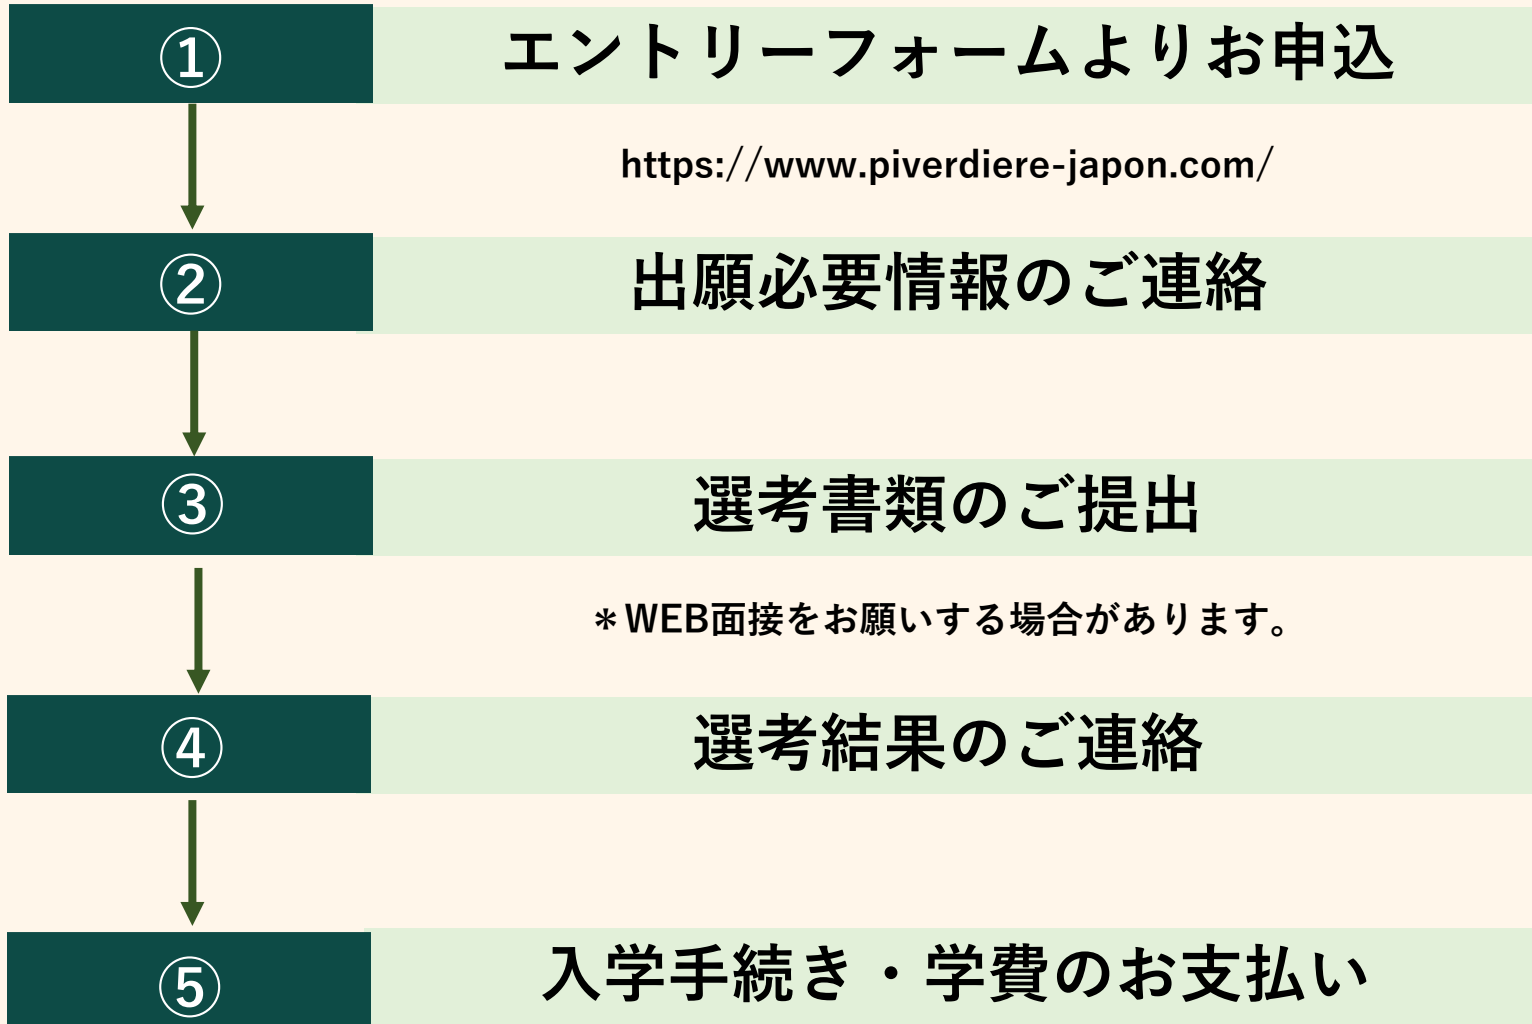 ①
エントリーフォームよりお申込
https://www.piverdiere-japon.com/
②
出願必要情報のご連絡
③
選考書類のご提出
＊WEB面接をお願いする場合があります。
④
選考結果のご連絡
⑤
入学手続き・学費のお支払い